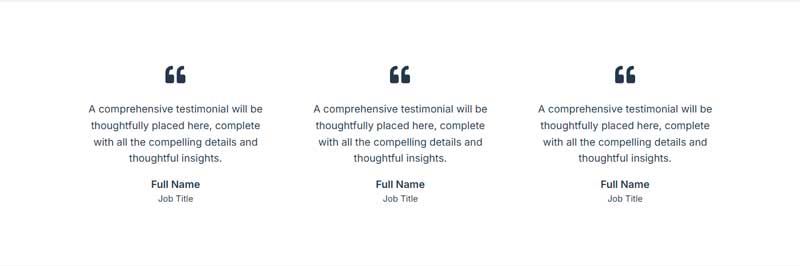 A comprehensive testimonial will be
thoughtfully placed here, complete
with all the compelling details and
thoughtful insights.
Full Name
Job Title
A comprehensive testimonial will be
thoughtfully placed here, complete
with all the compelling details and
thoughtful insights.
Full Name
Job Title
A comprehensive testimonial will be
thoughtfully placed here, complete
with all the compelling details and
thoughtful insights.
Full Name
Job Title